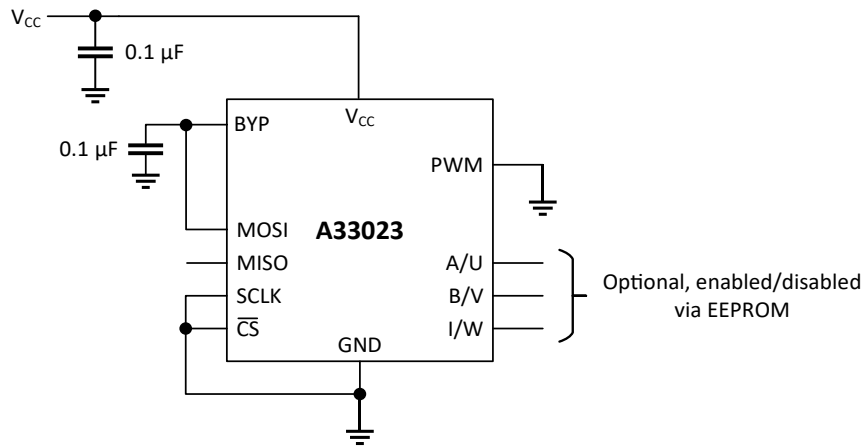 VCC
0.1 µF
0.1 µF
BYP
VCC
PWM
MOSI
A33023
MISO
A/U
SCLK
B/V
CS
I/W
GND
Optional, enabled/disabled
via EEPROM